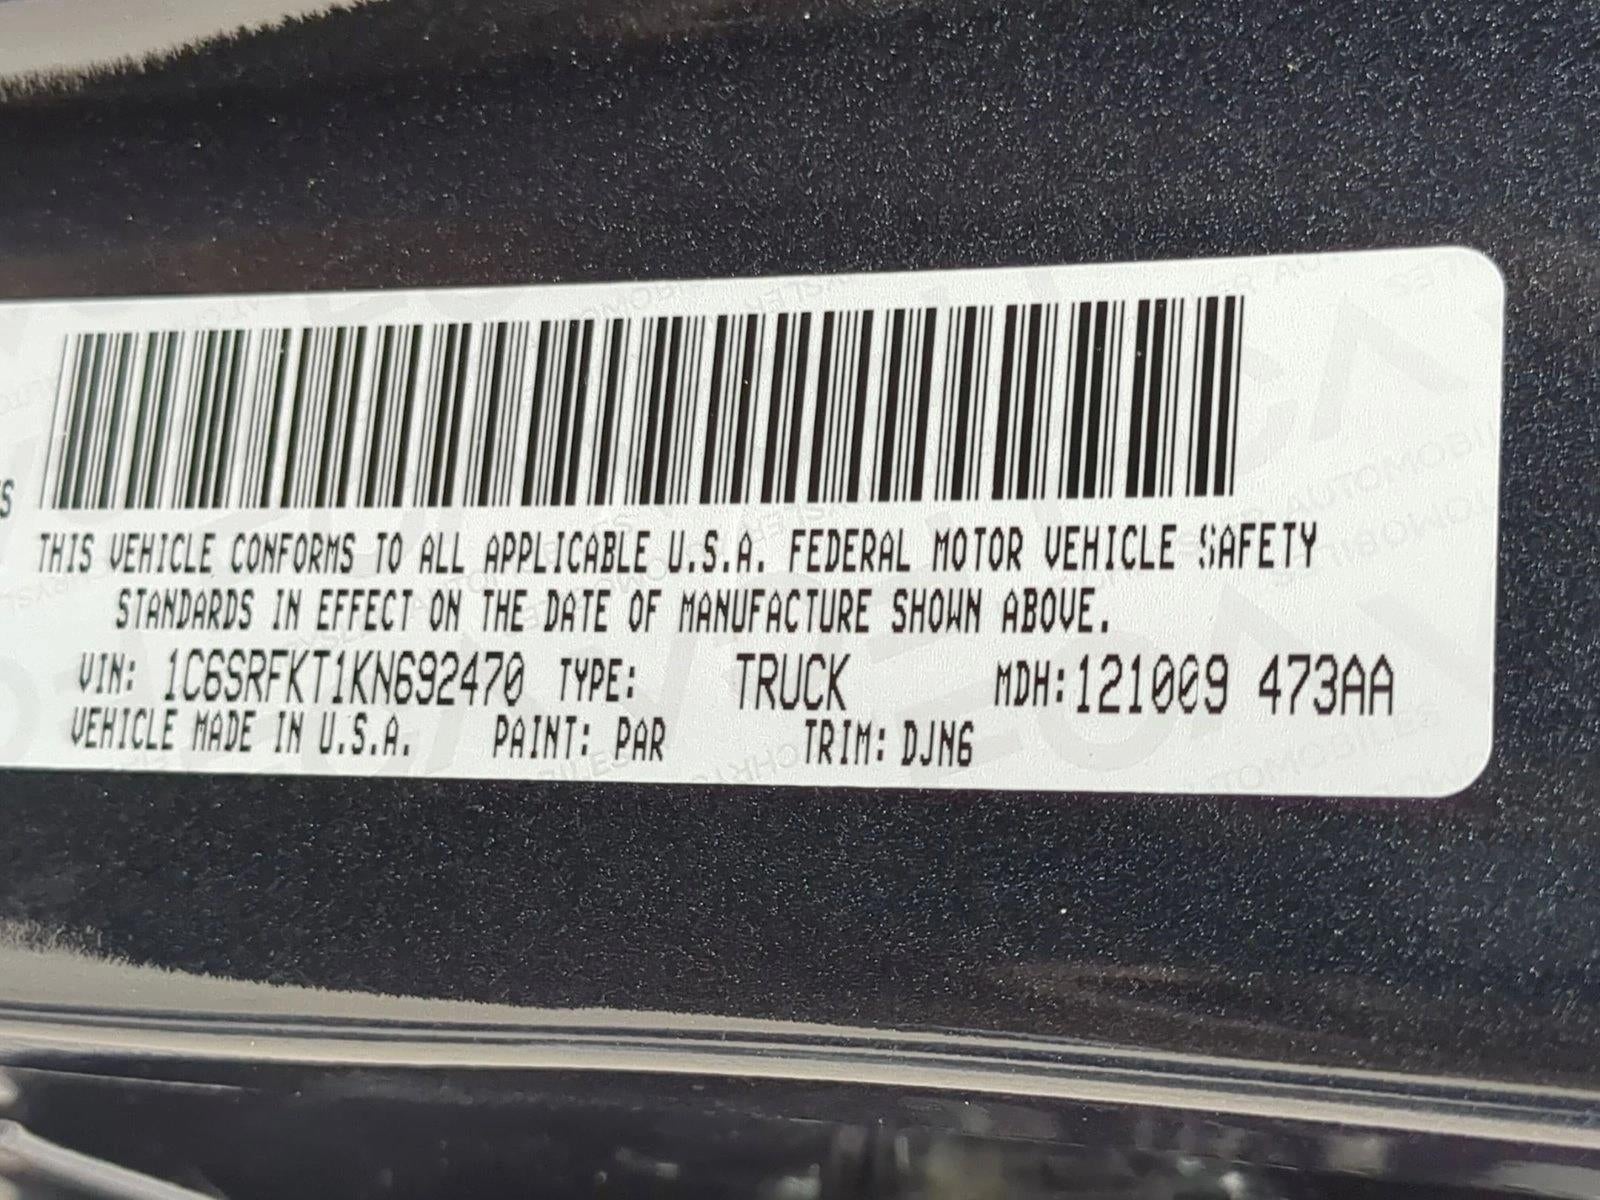 THIS VEHICLE CONFORMS TO ALL APPLICABLE U.S.A. FEDERAL MOTOR VEHICLE SAFETY
STANDARDS IN EFFECT ON THE DATE OF MANUFACTURE SHOWN ABOVE.
VIN: 1C6SRFKT1KN692470 TYPE: TRUCK MDH:121009 473AA
VEHICLE MADE IN U.S.A. PAINT: PAR TRIM: DJN6